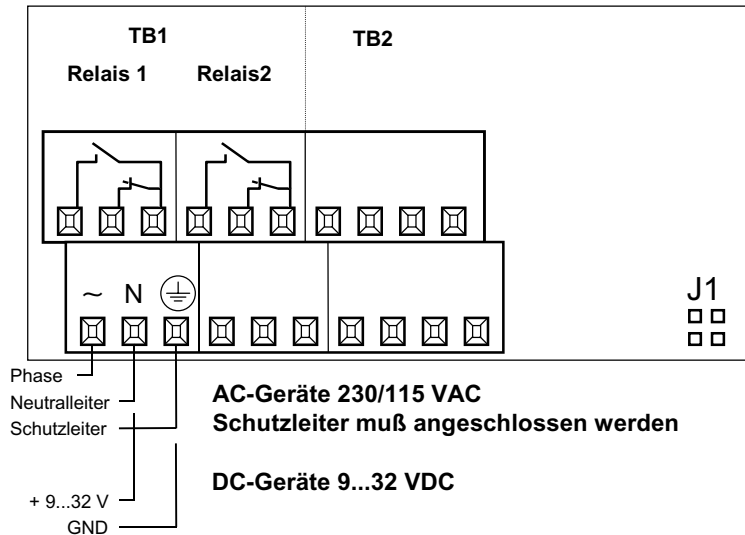 TB1
TB2
Relais 1
Relais2
~ N
J1
Phase
Neutralleiter
Schutzleiter
AC-Geräte 230/115 VAC
Schutzleiter muß angeschlossen werden
DC-Geräte 9...32 VDC
+ 9...32 V
GND